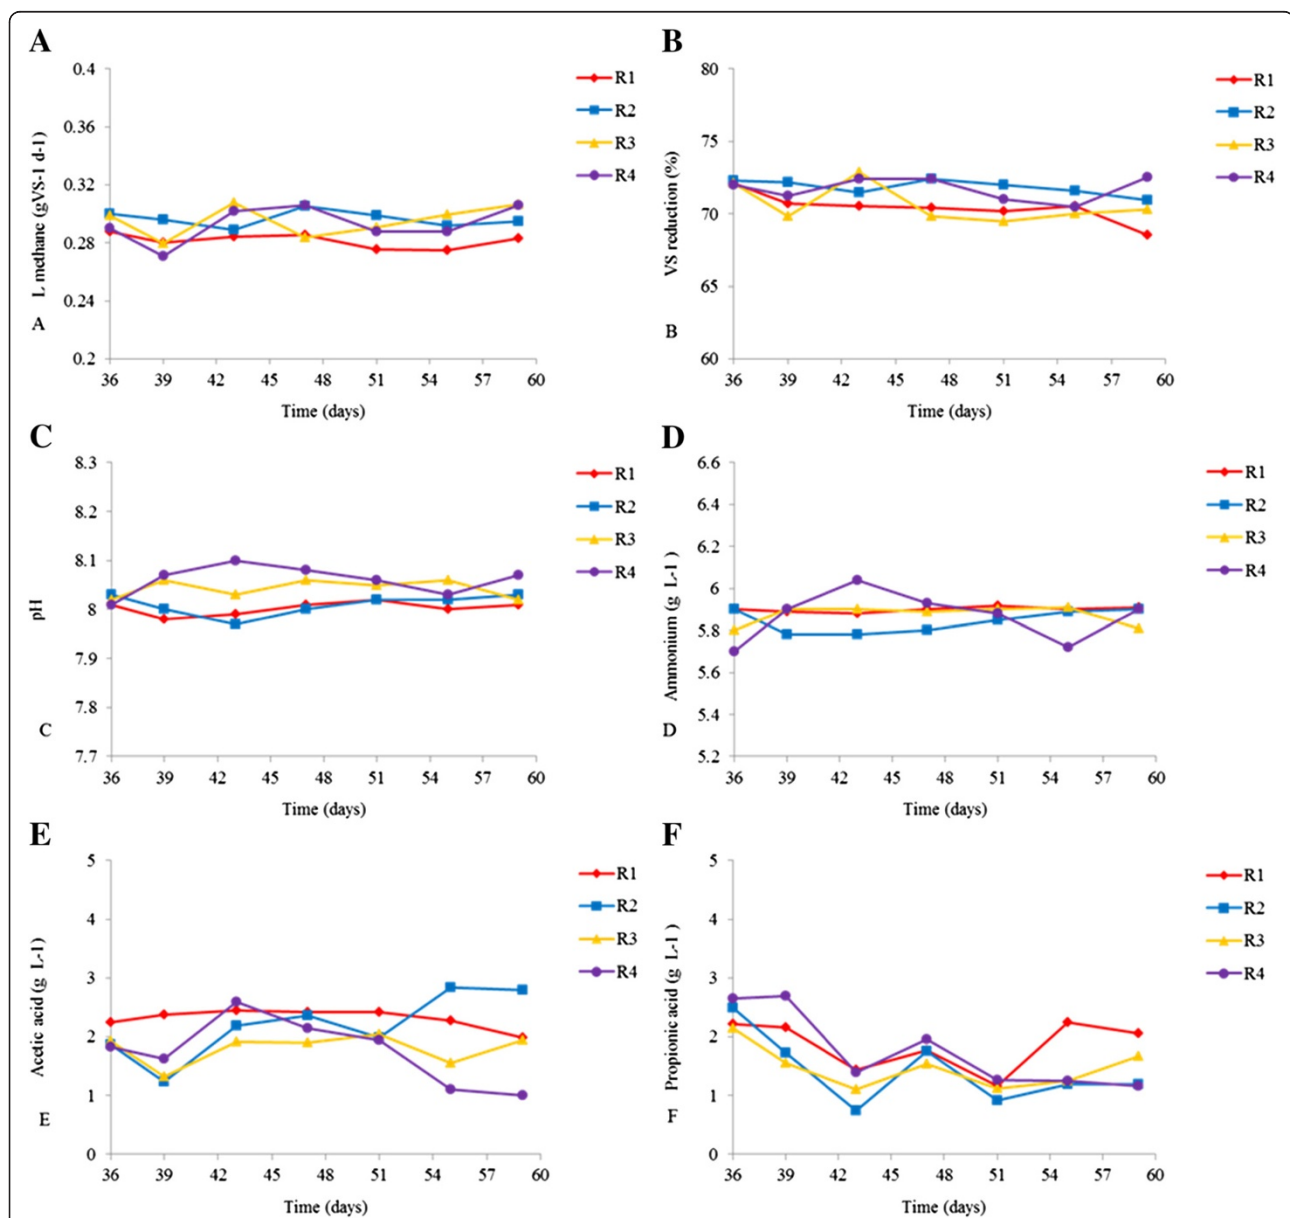 A
0.4
0.36
0.32
0.28
0.24
0.2
L methane (gVS-1 d-1)
A
36 39 42 45 48 51 54 57 60
Time (days)
R1
R2
R3
R4
B
80
75
70
65
60
VS reduction (%)
B
36 39 42 45 48 51 54 57 60
Time (days)
R1
R2
R3
R4
C
8.3
8.2
8.1
8
7.9
7.8
7.7
pH
C
36 39 42 45 48 51 54 57 60
Time (days)
R1
R2
R3
R4
D
6.6
6.4
6.2
6
5.8
5.6
5.4
5.2
Ammonium (g L-1 )
D
36 39 42 45 48 51 54 57 60
Time (days)
R1
R2
R3
R4
E
5
4
3
2
1
0
Acetic acid (g L-1)
E
36 39 42 45 48 51 54 57 60
Time (days)
R1
R2
R3
R4
F
5
4
3
2
1
0
Propionic acid (g L-1 )
F
36 39 42 45 48 51 54 57 60
Time (days)
R1
R2
R3
R4